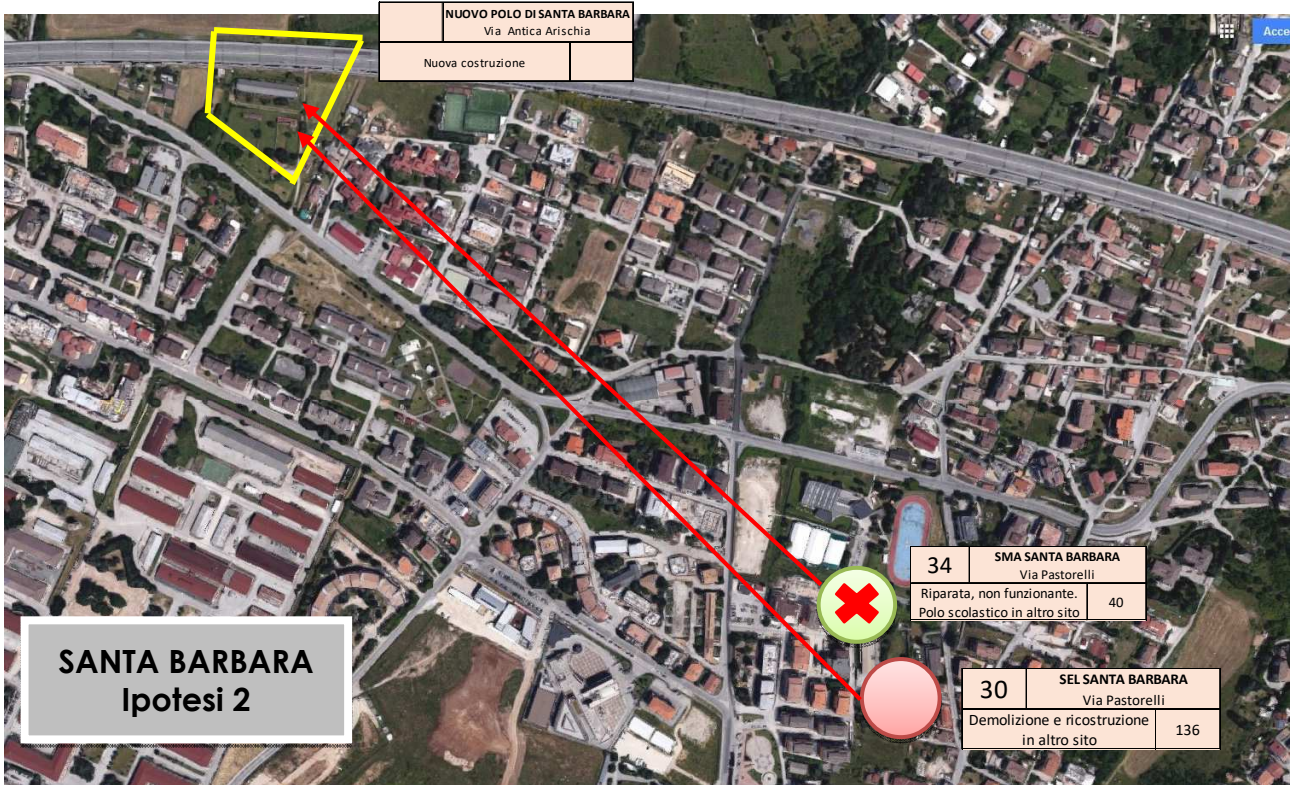 NUOVO POLO DI SANTA BARBARA
Via Antica Arischia
Nuova costruzione
Acce
34
SMA SANTA BARBARA
Via Pastorelli
Riparata, non funzionante.
Polo scolastico in altro sito
40
30
SEL SANTA BARBARA
Via Pastorelli
Demolizione e ricostruzione
in altro sito
136
SANTA BARBARA
Ipotesi 2